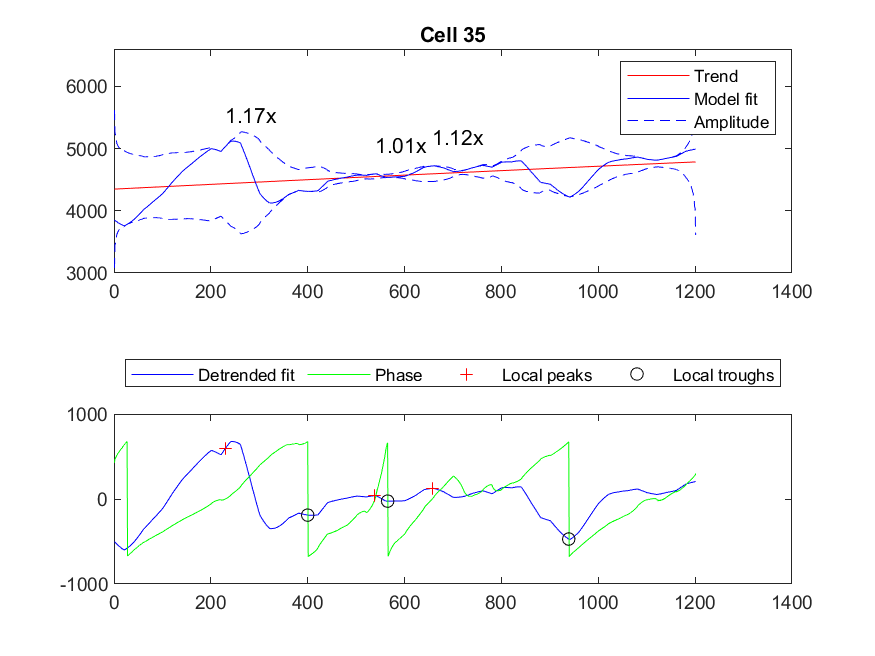 Cell 35
6000
5000
4000
3000
0 200 400 600 800 1000 1200 1400
Trend
Model fit
Amplitude
1.17x
1.01x
1.12x
Detrended fit Phase Local peaks Local troughs
1000
0
-1000
0 200 400 600 800 1000 1200 1400